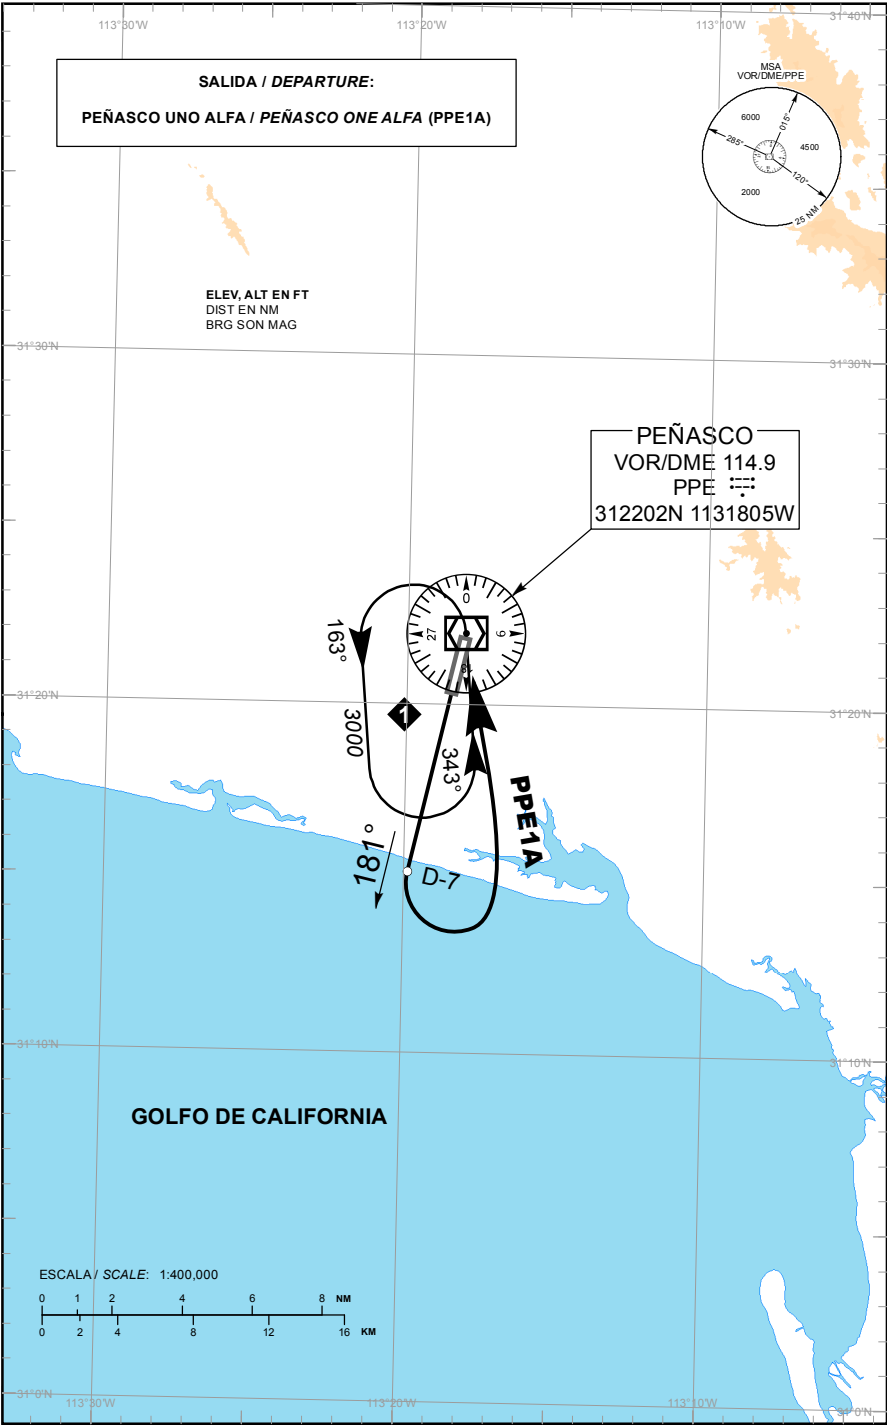 113°30'W
113°20'W
113°10'W
31°40'N
SALIDA / DEPARTURE:
PEÑASCO UNO ALFA / PEÑASCO ONE ALFA (PPE1A)
MSA
VOR/DME/PPE
6000
015°
285°
4500
120°
2000
25 NM
ELEV, ALT EN FT
DIST EN NM
BRG SON MAG
31°30'N
31°30'N
PEÑASCO
VOR/DME 114.9
PPE
312202N 1131805W
0
27
9
163°
31°20'N
1
31°20'N
3000
343°
PPE1A
181°
D-7
31°10'N
31°10'N
GOLFO DE CALIFORNIA
ESCALA / SCALE: 1:400,000
0 1 2 4 6 8 NM
0 2 4 8 12 16 KM
31°0'N
113°30'W
113°20'W
113°10'W
31°0'N